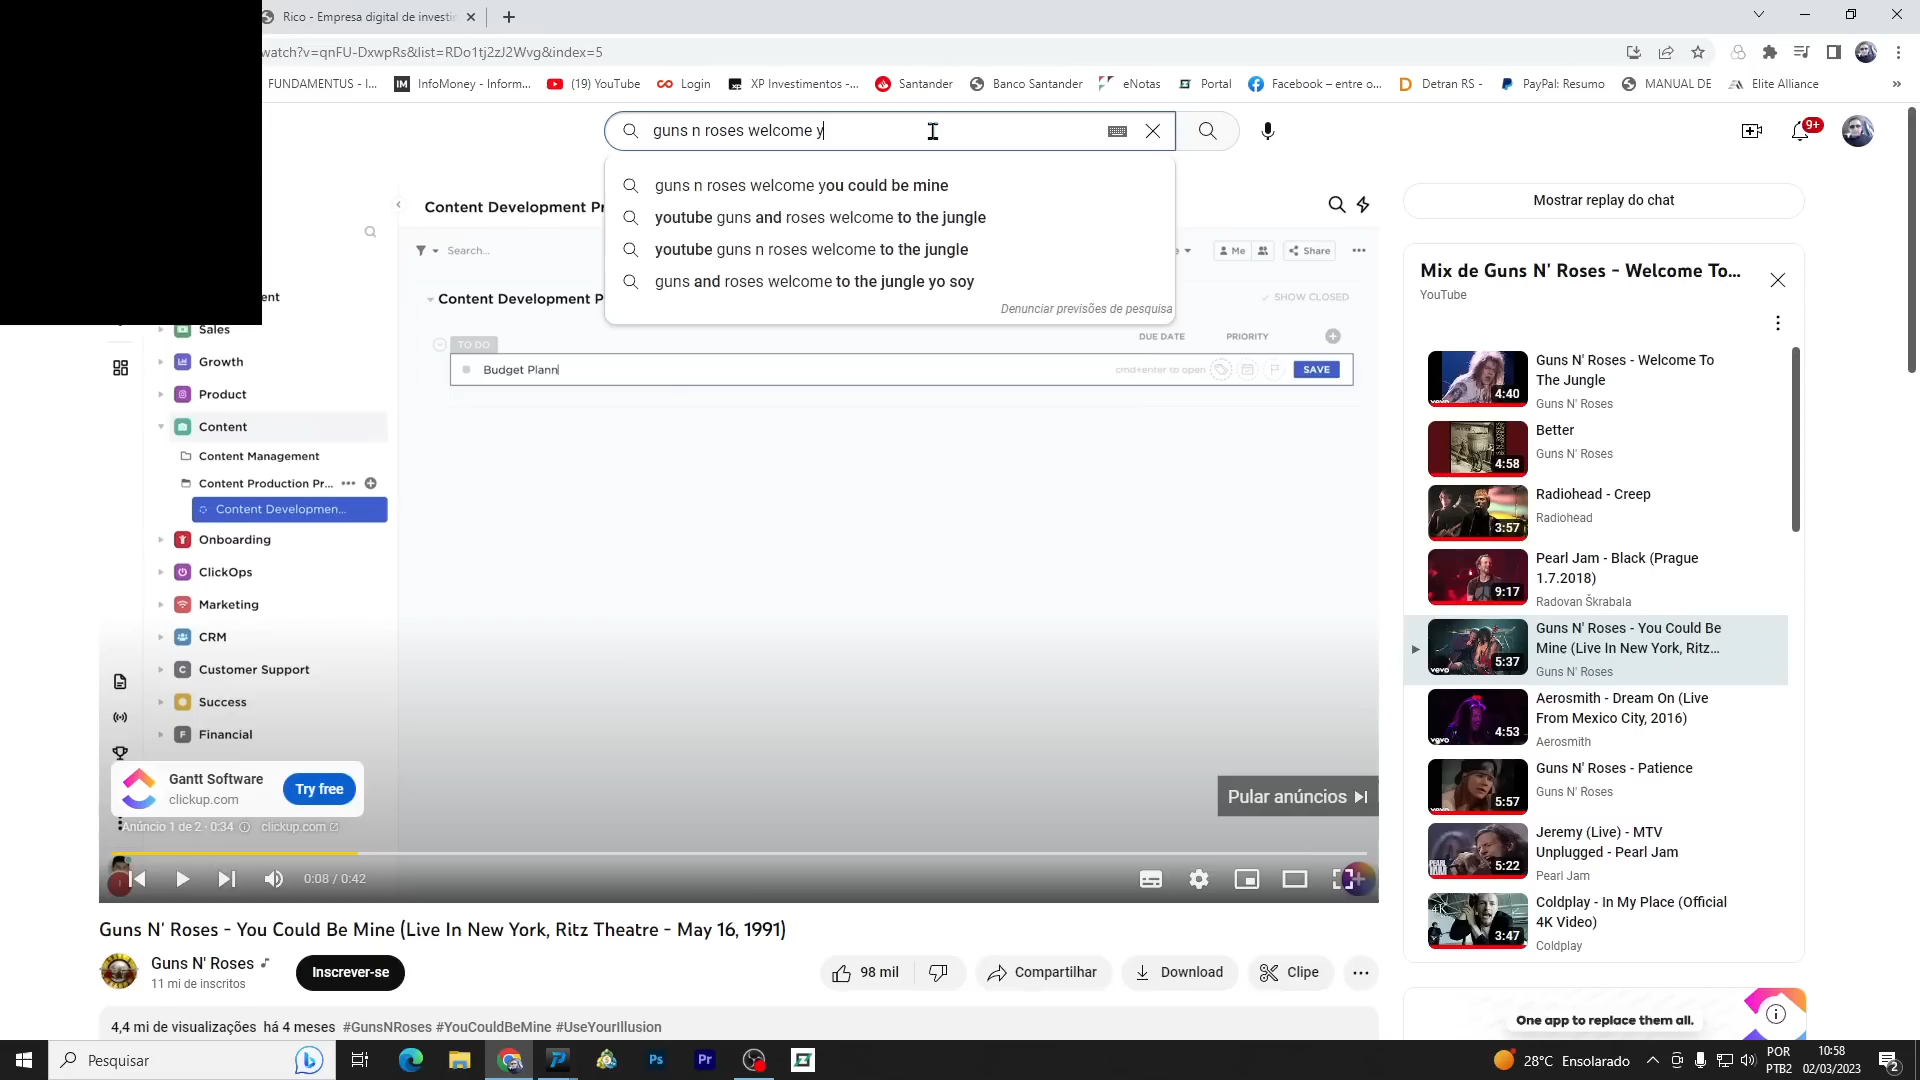 Rico - Empresa digital de investi
watch?v=qnFU-DxwpRs&list=RDo1tj2zJ2Wvg&index=5
FUNDAMENTUS - I...
InfoMoney - Inform...
(19) YouTube
Login
XP Investimentos -...
Santander
Banco Santander
eNotas
Portal
Facebook – entre o...
Detran RS -
PayPal: Resumo
MANUAL DE
Elite Alliance
guns n roses welcome y
9+
guns n roses welcome you could be mine
youtube guns and roses welcome to the jungle
youtube guns n roses welcome to the jungle
guns and roses welcome to the jungle yo soy
Denunciar previsões de pesquisa
Content Development Pr
Search...
Me
Share
Content Development P
SHOW CLOSED
TO DO
DUE DATE
PRIORITY
Budget Plann
cmd+enter to open
SAVE
ent
Sales
Growth
Product
Content
Content Management
Content Production Pr...
Content Developmen...
Onboarding
ClickOps
Marketing
CRM
Customer Support
Success
Financial
Gantt Software
clickup.com
Try free
Pular anúncios
Anúncio 1 de 2 · 0:34
clickup.com
0:08 / 0:42
Guns N' Roses - You Could Be Mine (Live In New York, Ritz Theatre - May 16, 1991)
Guns N' Roses
11 mi de inscritos
Inscrever-se
98 mil
Compartilhar
Download
Clipe
4,4 mi de visualizações há 4 meses #GunsNRoses #YouCouldBeMine #UseYourIllusion
Mostrar replay do chat
Mix de Guns N' Roses - Welcome To...
YouTube
Guns N' Roses - Welcome To
The Jungle
Guns N' Roses
4:40
Better
Guns N' Roses
4:58
Radiohead - Creep
Radiohead
3:57
Pearl Jam - Black (Prague
1.7.2018)
Radovan Škrabala
9:17
Guns N' Roses - You Could Be
Mine (Live In New York, Ritz...
Guns N' Roses
5:37
Aerosmith - Dream On (Live
From Mexico City, 2016)
Aerosmith
4:53
Guns N' Roses - Patience
Guns N' Roses
5:57
Jeremy (Live) - MTV
Unplugged - Pearl Jam
Pearl Jam
5:22
Coldplay - In My Place (Official
4K Video)
Coldplay
3:47
One app to replace them all.
Pesquisar
Ps
Pr
28°C Ensolarado
POR
PTB2
10:58
02/03/2023
2